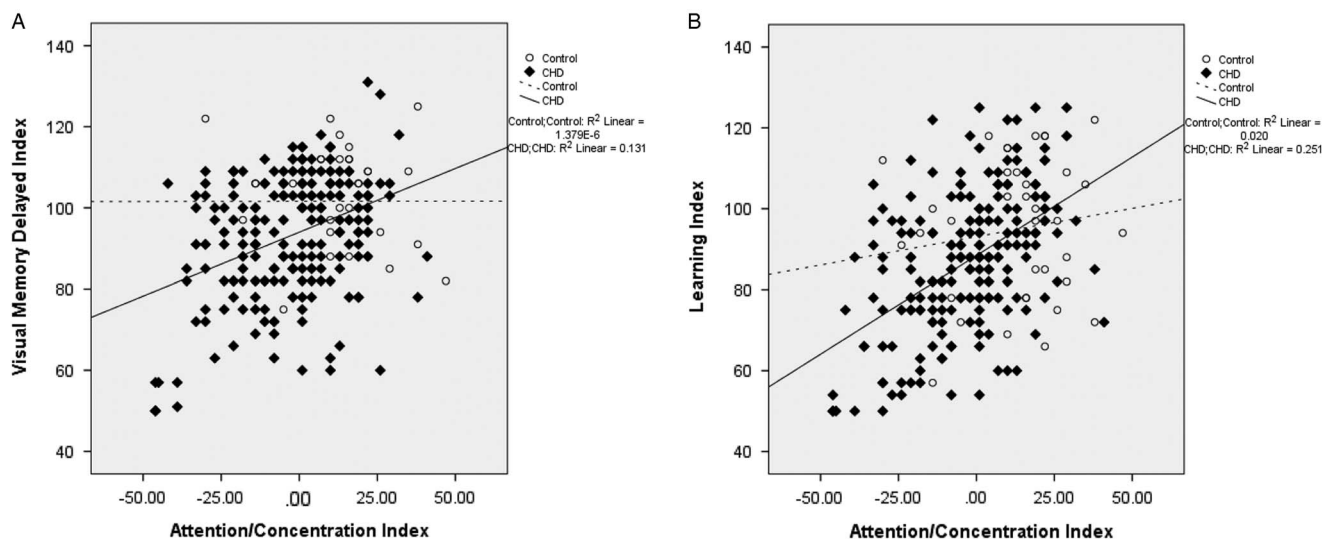 A
Visual Memory Delayed Index
140
120
100
80
60
40
-50.00
-25.00
.00
25.00
50.00
Attention/Concentration Index
Control
CHD
Control
CHD
Control;Control: R² Linear =
1.379E-6
CHD;CHD: R² Linear = 0.131
B
Learning Index
140
120
100
80
60
40
-50.00
-25.00
.00
25.00
50.00
Attention/Concentration Index
Control
CHD
Control
CHD
Control;Control: R² Linear =
0.020
CHD;CHD: R² Linear = 0.251